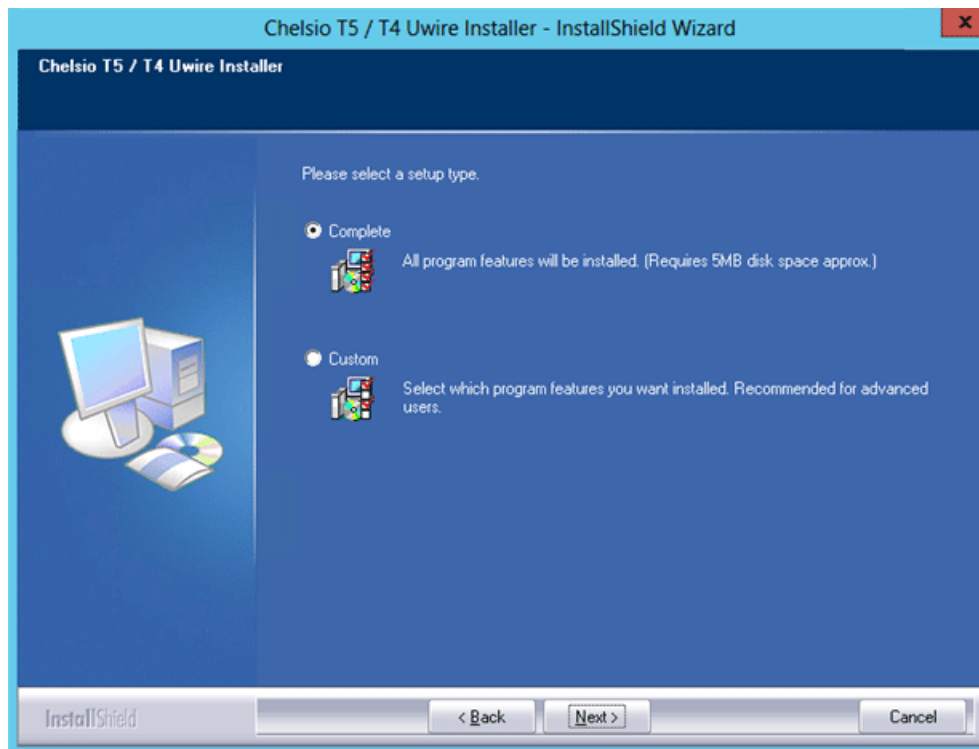 Chelsio T5 / T4 Uwire Installer - InstallShield Wizard
x
Chelsio T5 / T4 Uwire Installer
Please select a setup type.
Complete
All program features will be installed. (Requires 5MB disk space approx.)
Custom
Select which program features you want installed. Recommended for advanced
users.
InstallShield
< Back
Next >
Cancel